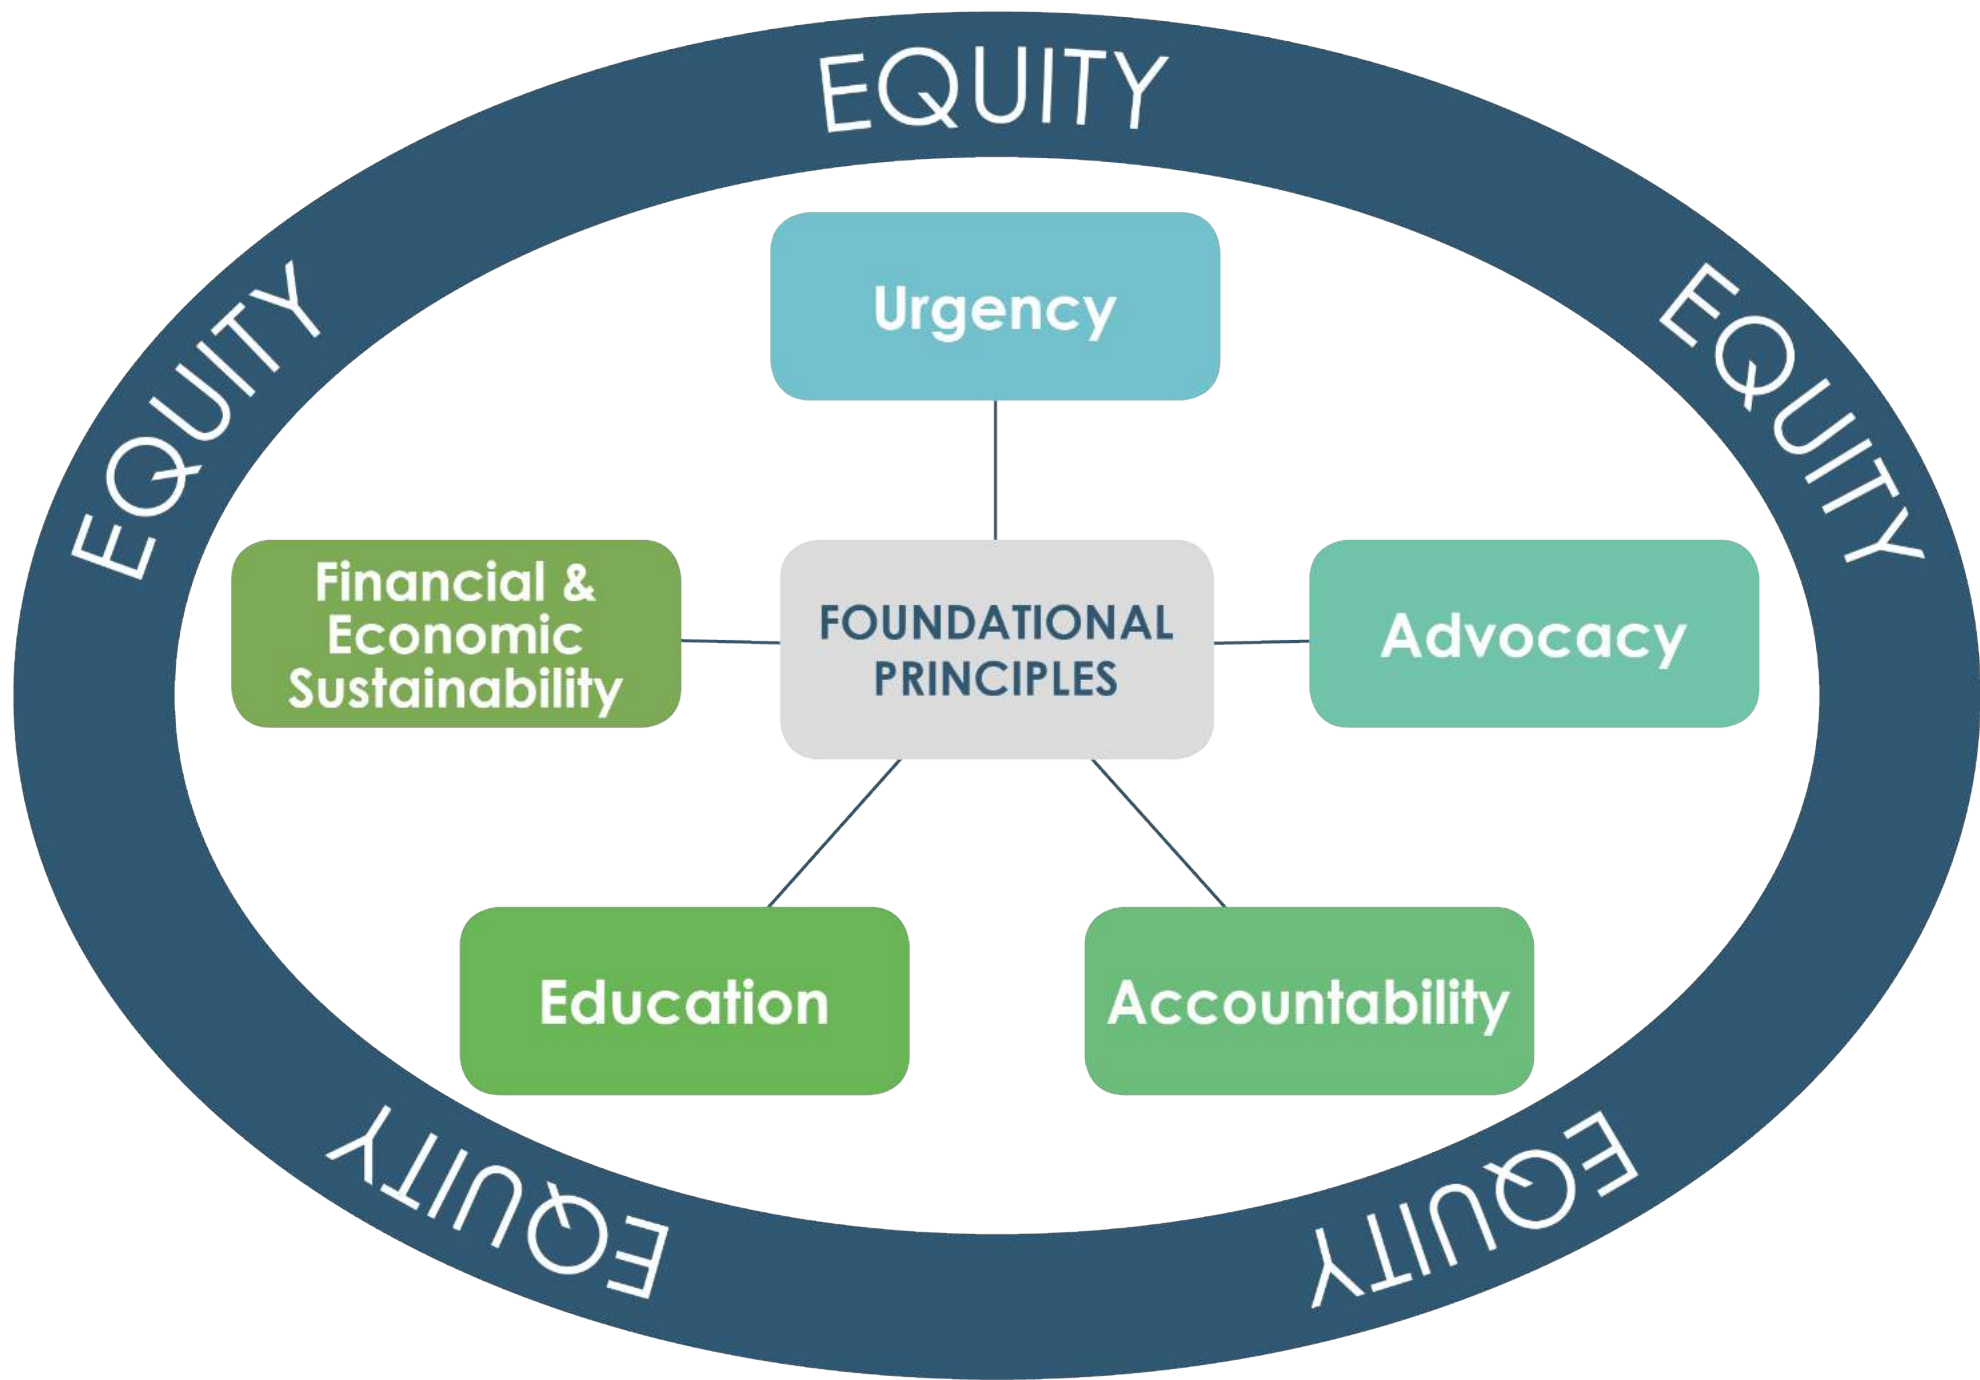 EQUITY
EQUITY
EQUITY
Urgency
Financial &
Economic
Sustainability
FOUNDATIONAL
PRINCIPLES
Advocacy
Education
Accountability
EQUITY
EQUITY